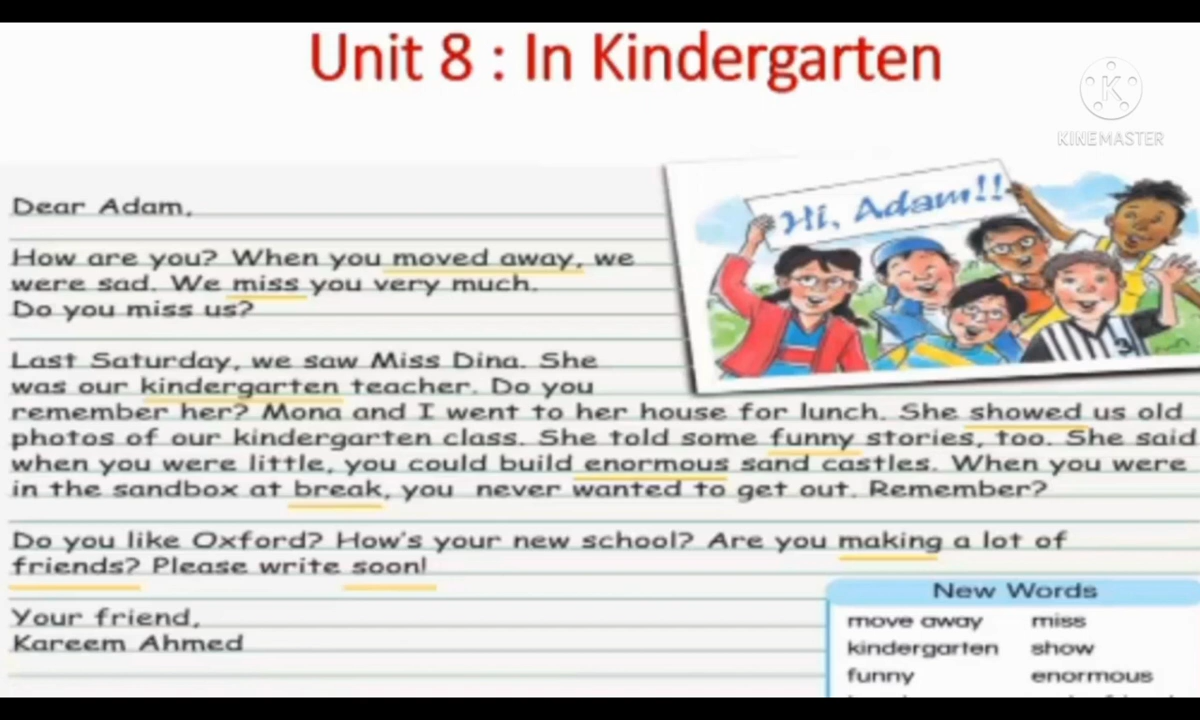 Unit 8 : In Kindergarten
KINEMASTER
Hi, Adam!!
Dear Adam,
How are you? When you moved away, we
were sad. We miss you very much.
Do you miss us?
Last Saturday, we saw Miss Dina. She
was our kindergarten teacher. Do you
remember her? Mona and I went to her house for lunch. She showed us old
photos of our kindergarten class. She told some funny stories, too. She said
when you were little, you could build enormous sand castles. When you were
in the sandbox at break, you never wanted to get out. Remember?
Do you like Oxford? How's your new school? Are you making a lot of
friends? Please write soon!
Your friend,
Kareem Ahmed
New Words
move away miss
kindergarten show
funny enormous